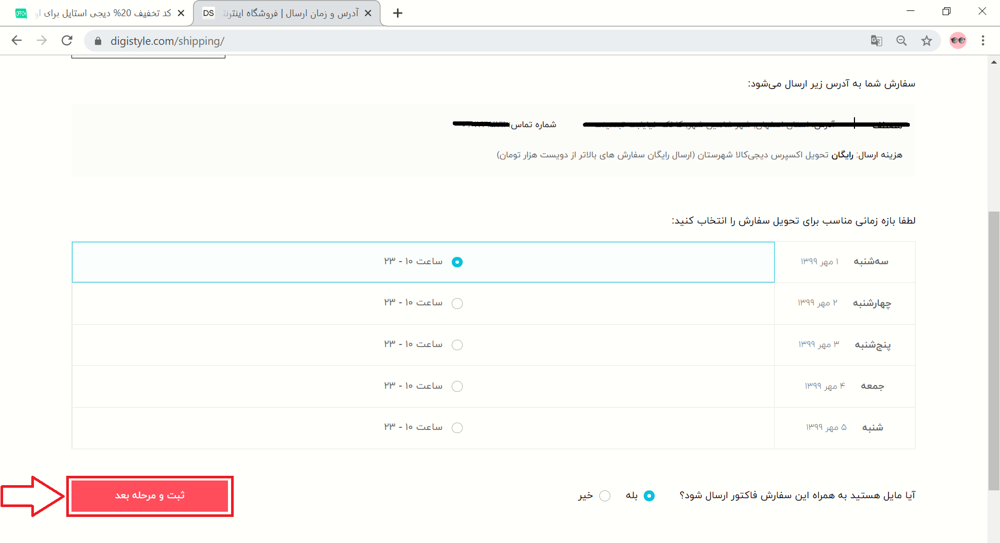 OFFCH کد تخفیف 20% دیجی استایل برای او
DS آدرس و زمان ارسال | فروشگاه اینترنت
digistyle.com/shipping/
سفارش شما به آدرس زیر ارسال می‌شود:
شماره تماس:
هزینه ارسال: رایگان تحویل اکسپرس دیجی‌کالا شهرستان (ارسال رایگان سفارش های بالاتر از دویست هزار تومان)
لطفا بازه زمانی مناسب برای تحویل سفارش را انتخاب کنید:
سه‌شنبه ۱ مهر ۱۳۹۹ ساعت ۱۰ - ۲۳
چهارشنبه ۲ مهر ۱۳۹۹ ساعت ۱۰ - ۲۳
پنج‌شنبه ۳ مهر ۱۳۹۹ ساعت ۱۰ - ۲۳
جمعه ۴ مهر ۱۳۹۹ ساعت ۱۰ - ۲۳
شنبه ۵ مهر ۱۳۹۹ ساعت ۱۰ - ۲۳
آیا مایل هستید به همراه این سفارش فاکتور ارسال شود؟ بله خیر
ثبت و مرحله بعد